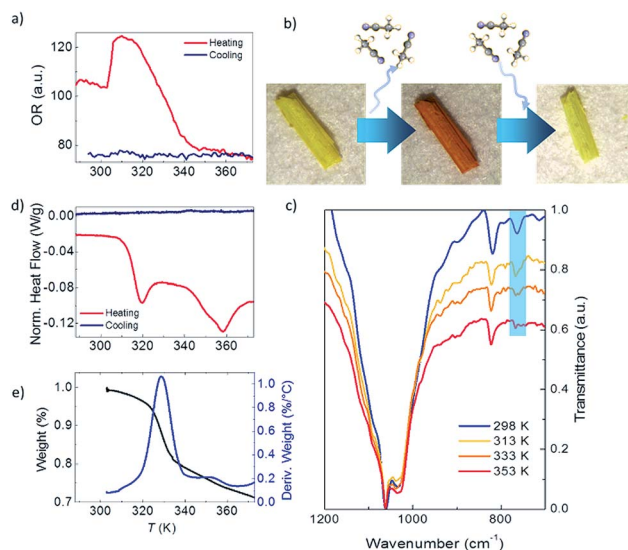 a)
120
100
80
OR (a.u.)
Heating
Cooling
300 320 340 360
b)
d)
0.00
-0.04
-0.08
-0.12
Norm. Heat Flow (W/g)
Heating
Cooling
300 320 340 360
e)
1.0
0.9
0.8
0.7
Weight (%)
1.0
0.8
0.6
0.4
0.2
0.0
Deriv. Weight (%/°C)
300 320 340 360
T (K)
c)
1.0
0.8
0.6
0.4
0.2
0.0
Transmittance (a.u.)
298 K
313 K
333 K
353 K
1200 1000 800
Wavenumber (cm-1)